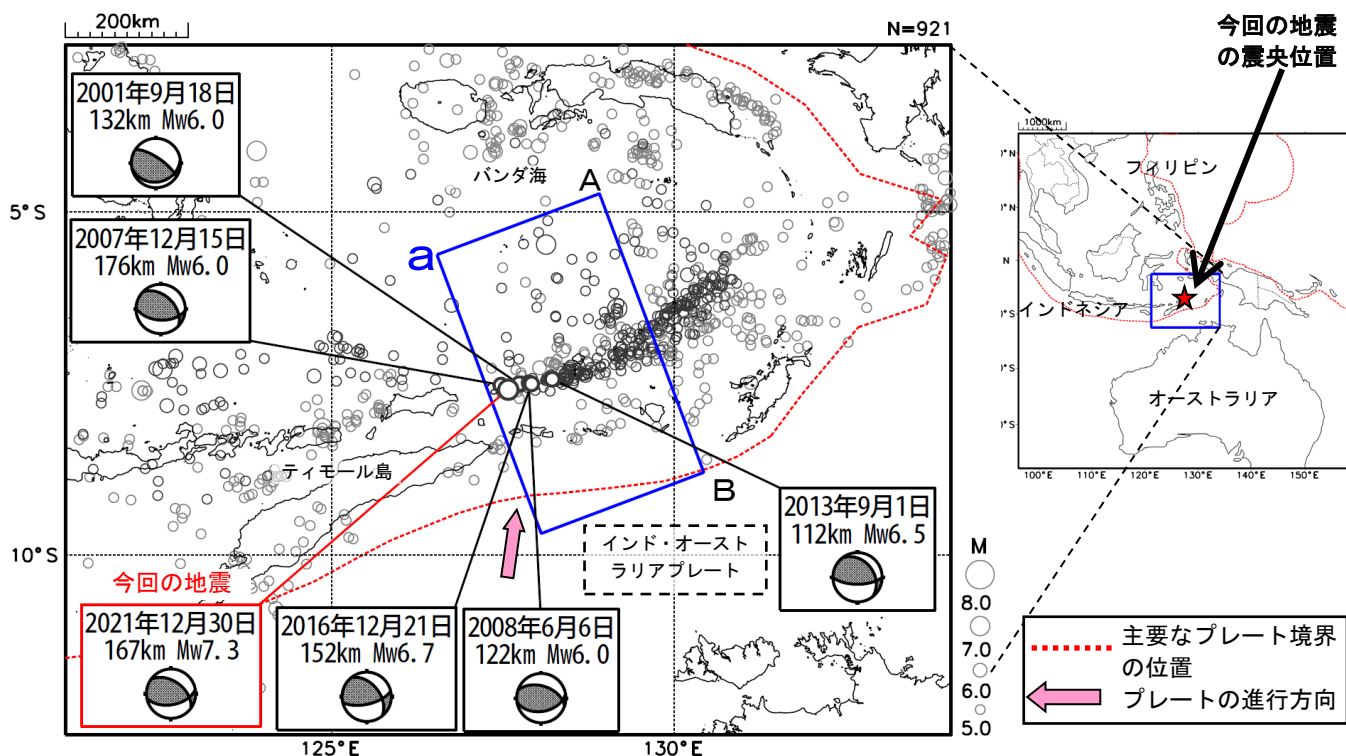 200km
N=921
今回の地震
の震央位置
2001年9月18日
132km Mw6.0
2007年12月15日
176km Mw6.0
バンダ海
A
a
B
5°S
10°S
125°E
130°E
ティモール島
インド・オースト
ラリアプレート
2013年9月1日
112km Mw6.5
今回の地震
2021年12月30日
167km Mw7.3
2016年12月21日
152km Mw6.7
2008年6月6日
122km Mw6.0
M
8.0
7.0
6.0
5.0
1000km
フィリピン
インドネシア
オーストラリア
°N
°N
N
°S
°S
°S
100°E
110°E
120°E
130°E
140°E
150°E
主要なプレート境界
の位置
プレートの進行方向